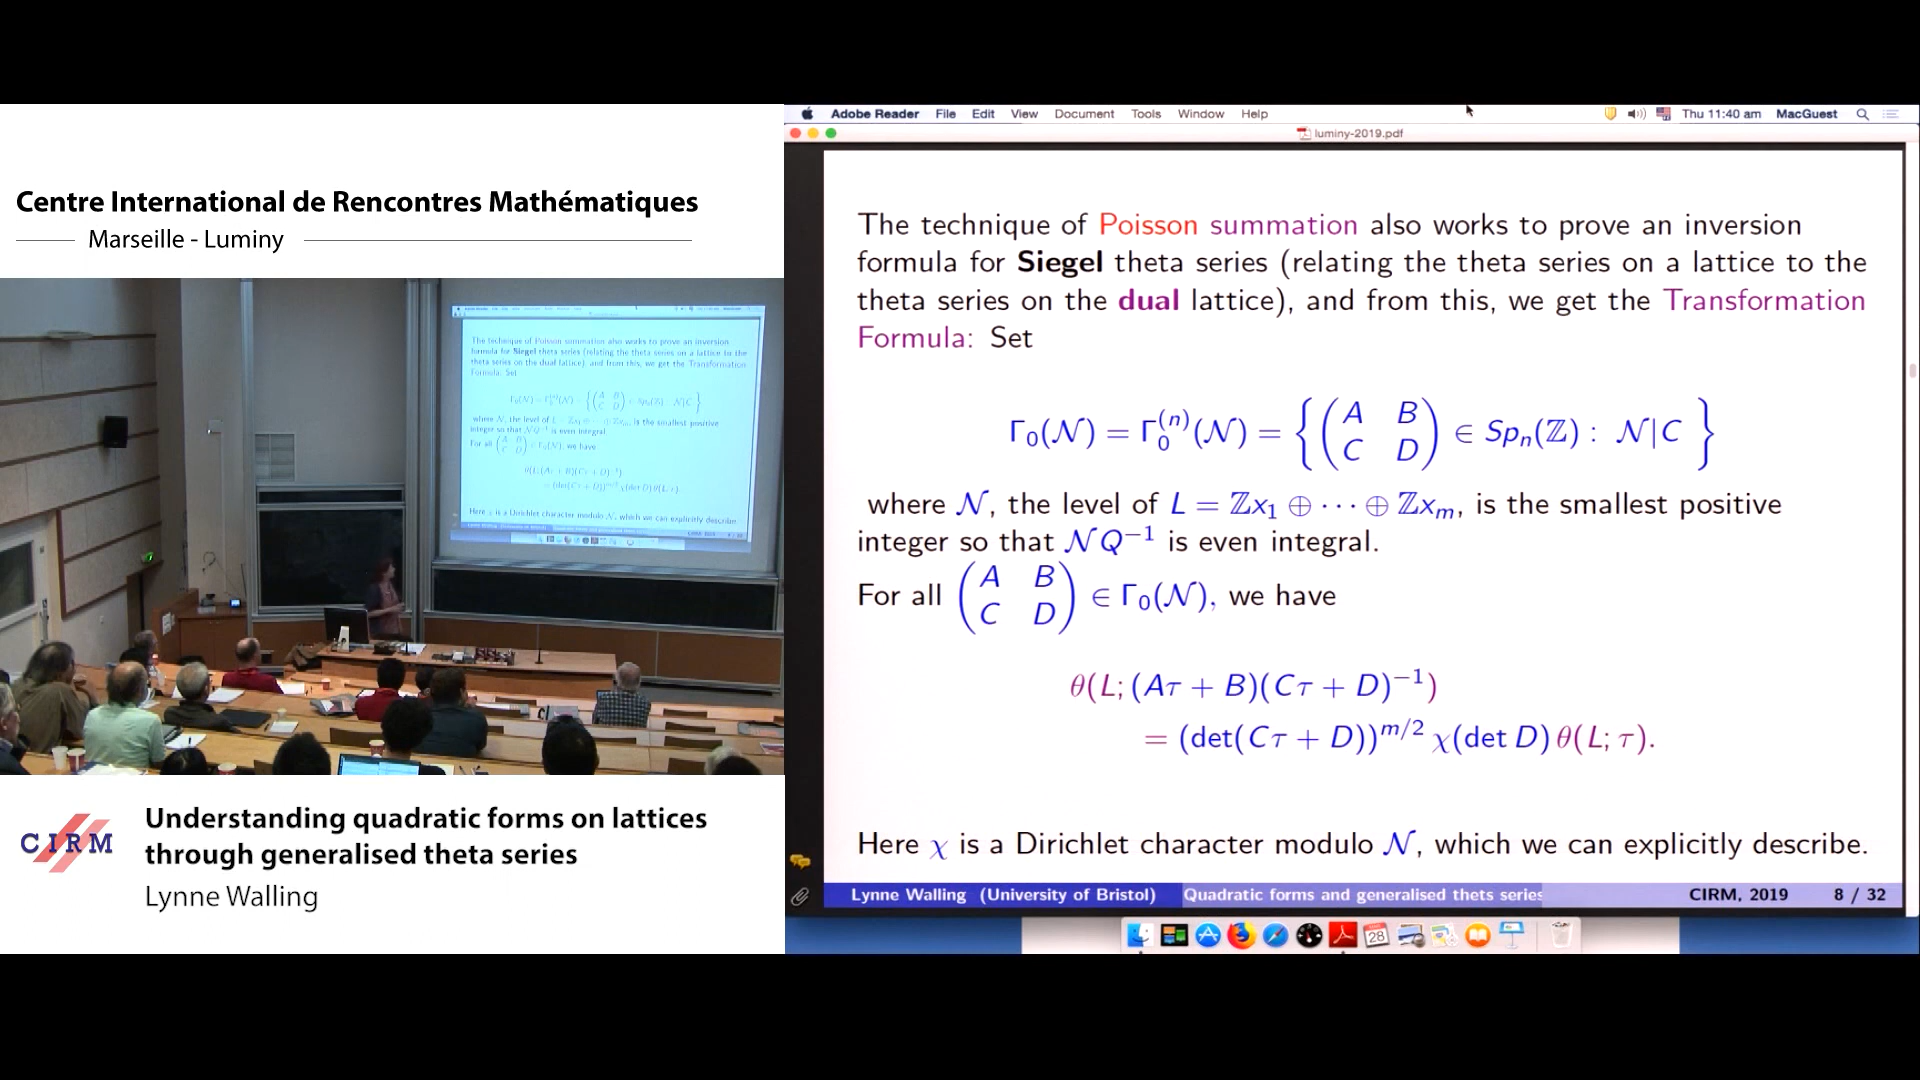 Centre International de Rencontres Mathématiques
Marseille - Luminy
Understanding quadratic forms on lattices
through generalised theta series
Lynne Walling
CIRM
Adobe Reader File Edit View Document Tools Window Help Thu 11:40 am MacGuest
luminy-2019.pdf
The technique of Poisson summation also works to prove an inversion
formula for Siegel theta series (relating the theta series on a lattice to the
theta series on the dual lattice), and from this, we get the Transformation
Formula: Set
Γ₀(𝒩) = Γ₀⁽ⁿ⁾(𝒩) = { (A B; C D) ∈ Spₙ(ℤ) : 𝒩|C }
where 𝒩, the level of L = ℤx₁ ⊕ ··· ⊕ ℤxₘ, is the smallest positive
integer so that 𝒩Q⁻¹ is even integral.
For all (A B; C D) ∈ Γ₀(𝒩), we have
θ(L; (Aτ + B)(Cτ + D)⁻¹)
= (det(Cτ + D))^{m/2} χ(det D) θ(L; τ).
Here χ is a Dirichlet character modulo 𝒩, which we can explicitly describe.
Lynne Walling (University of Bristol) Quadratic forms and generalised thets series CIRM, 2019 8 / 32
28